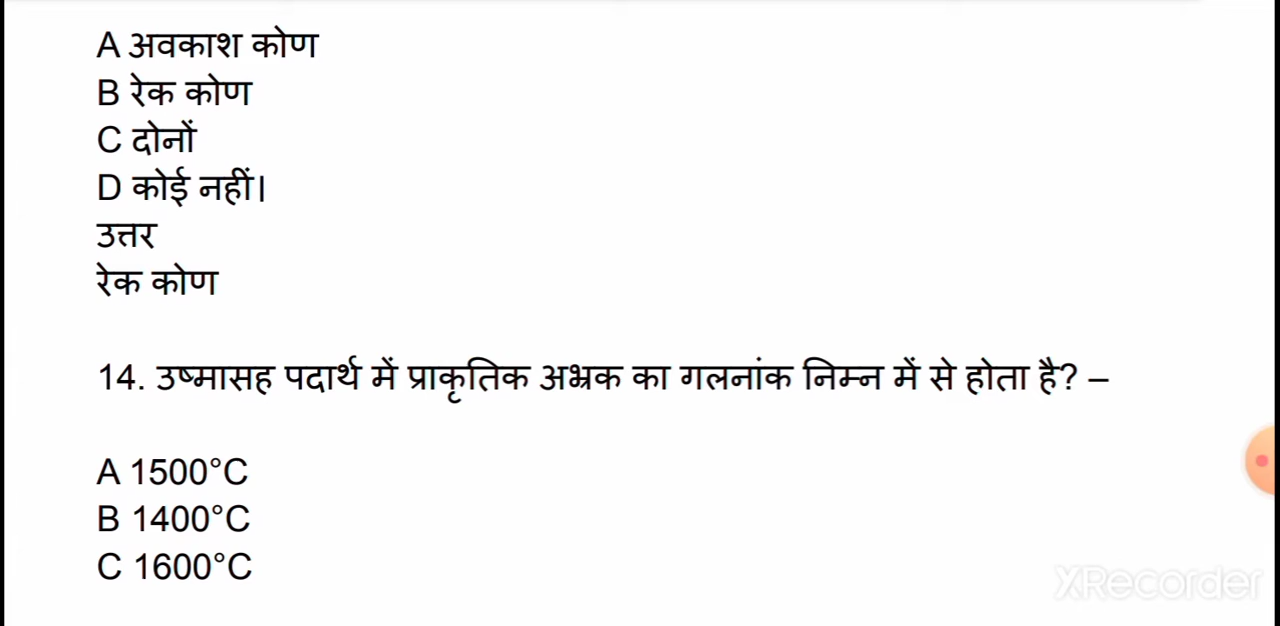 A अवकाश कोण
B रेक कोण
C दोनों
D कोई नहीं।
उत्तर
रेक कोण
14. उष्मासह पदार्थ में प्राकृतिक अभ्रक का गलनांक निम्न में से होता है? –
A 1500°C
B 1400°C
C 1600°C
XRecorder